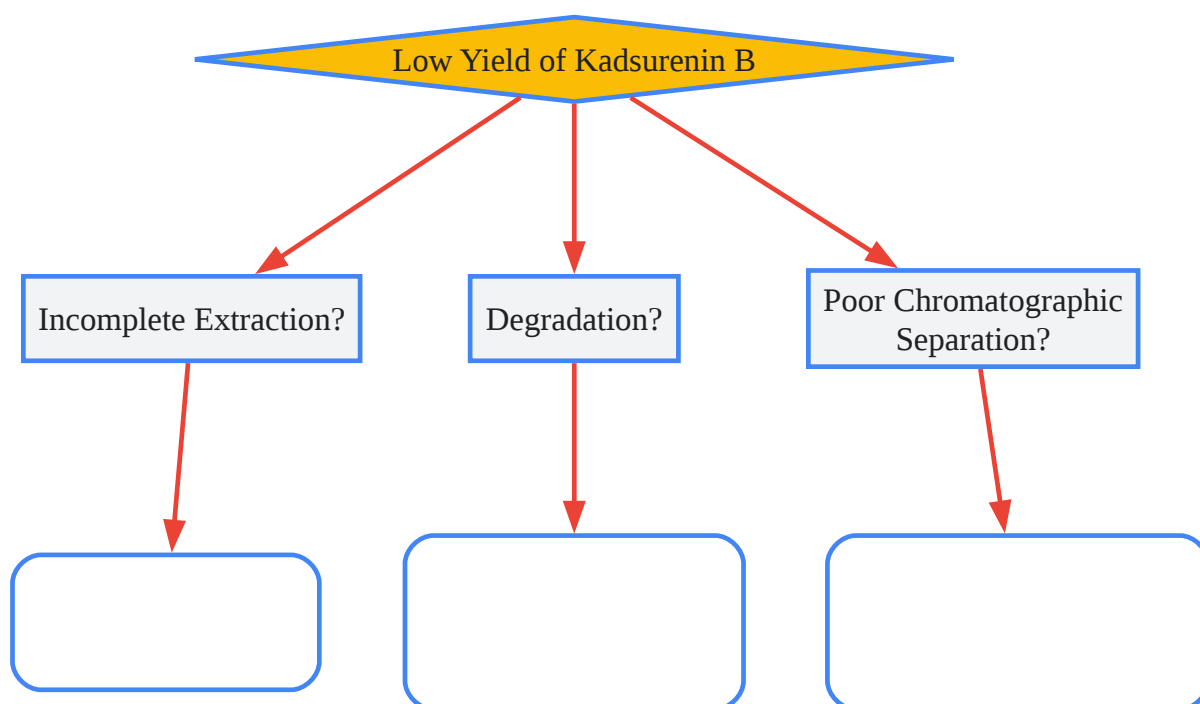 Low Yield of Kadsurenin B
Incomplete Extraction?
Degradation?
Poor Chromatographic
Separation?